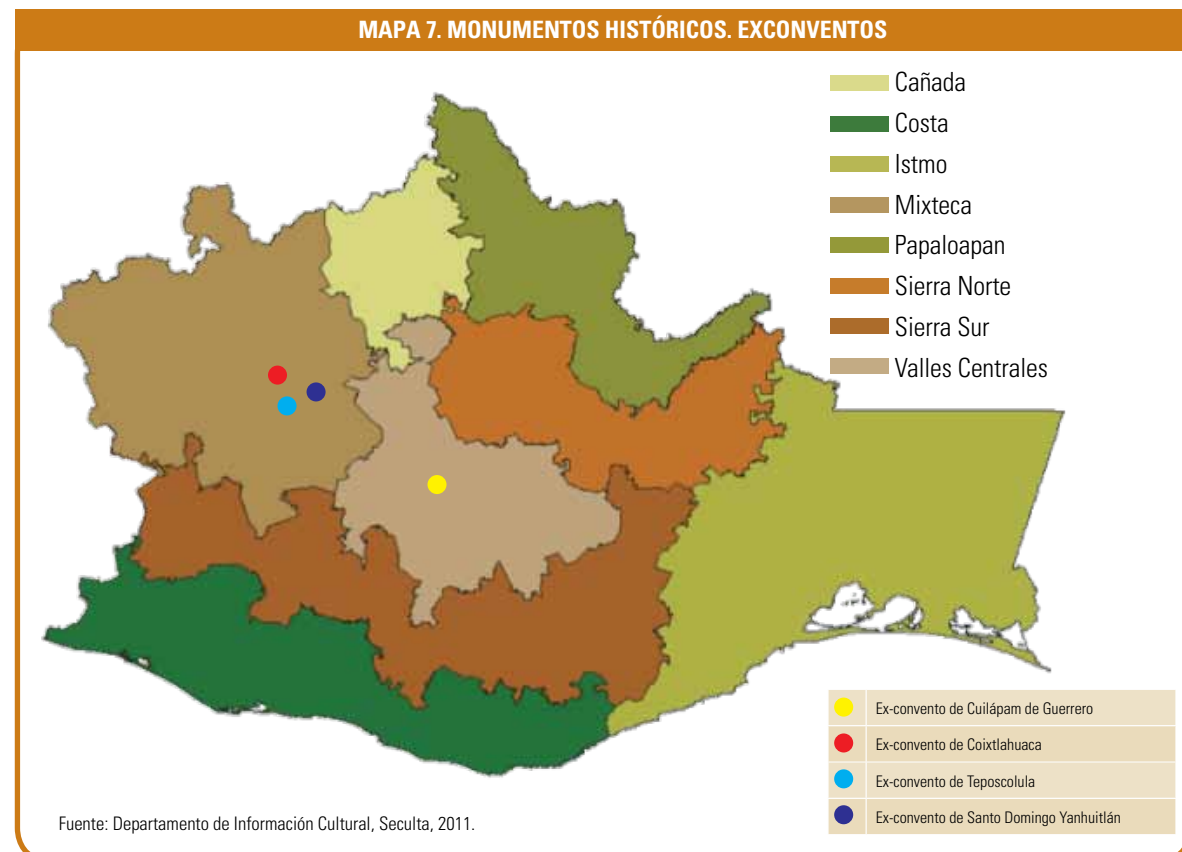 MAPA 7. MONUMENTOS HISTÓRICOS. EXCONVENTOS
Cañada
Costa
Istmo
Mixteca
Papaloapan
Sierra Norte
Sierra Sur
Valles Centrales
Ex-convento de Cuilápam de Guerrero
Ex-convento de Coixtlahuaca
Ex-convento de Teposcolula
Ex-convento de Santo Domingo Yanhuitlán
Fuente: Departamento de Información Cultural, Seculta, 2011.